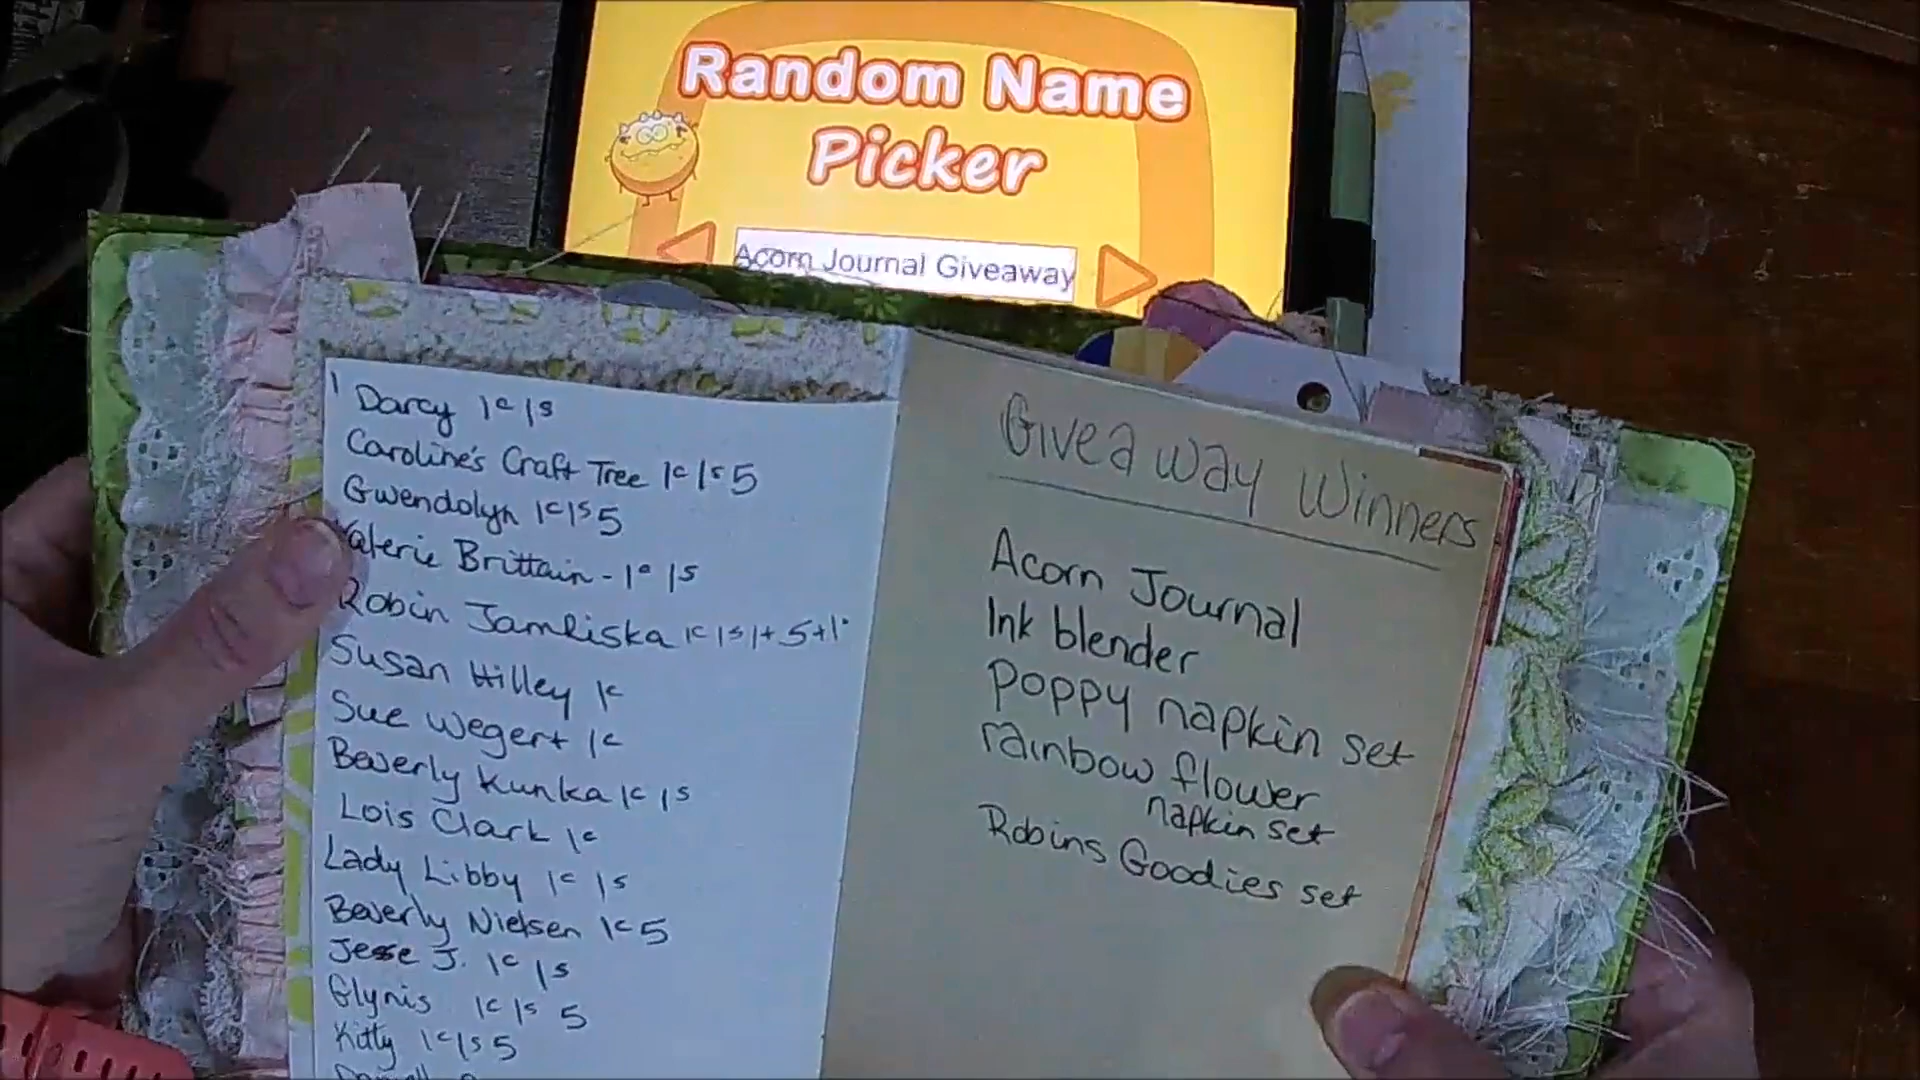 Random Name
Picker
Acorn Journal Giveaway
1 Darcy 1c 1s
Caroline's Craft Tree 1c 1s 5
Gwendolyn 1c 1s 5
Valerie Brittain - 1c 1s
Robin Jamriska 1c 1s 1+ 5+1
Susan Hilley 1c
Sue Wegert 1c
Beverly Kunka 1c 1s
Lois Clark 1c
Lady Libby 1c 1s
Beverly Nielsen 1c 5
Jesse J. 1c 1s
Glynis 1c 1s 5
Kitty 1c 1s 5
Giveaway Winners
Acorn Journal
Ink blender
Poppy napkin set
rainbow flower
napkin set
Robins Goodies set